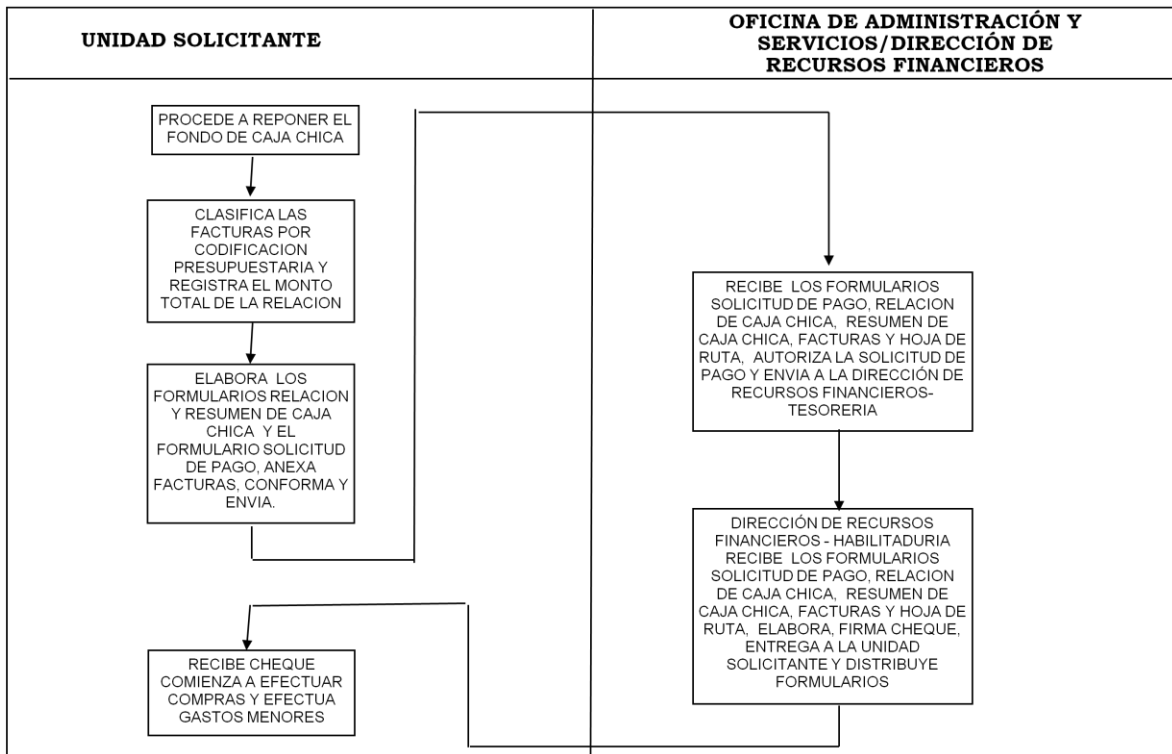 UNIDAD SOLICITANTE
OFICINA DE ADMINISTRACIÓN Y
SERVICIOS/DIRECCIÓN DE
RECURSOS FINANCIEROS
PROCEDE A REPONER EL
FONDO DE CAJA CHICA
CLASIFICA LAS
FACTURAS POR
CODIFICACION
PRESUPUESTARIA Y
REGISTRA EL MONTO
TOTAL DE LA RELACION
ELABORA LOS
FORMULARIOS RELACION
Y RESUMEN DE CAJA
CHICA Y EL
FORMULARIO SOLICITUD
DE PAGO, ANEXA
FACTURAS, CONFORMA Y
ENVIA.
RECIBE LOS FORMULARIOS
SOLICITUD DE PAGO, RELACION
DE CAJA CHICA, RESUMEN DE
CAJA CHICA, FACTURAS Y HOJA DE
RUTA, AUTORIZA LA SOLICITUD DE
PAGO Y ENVIA A LA DIRECCIÓN DE
RECURSOS FINANCIEROS-
TESORERIA
DIRECCIÓN DE RECURSOS
FINANCIEROS - HABILITADURIA
RECIBE LOS FORMULARIOS
SOLICITUD DE PAGO, RELACION
DE CAJA CHICA, RESUMEN DE
CAJA CHICA, FACTURAS Y HOJA DE
RUTA, ELABORA, FIRMA CHEQUE,
ENTREGA A LA UNIDAD
SOLICITANTE Y DISTRIBUYE
FORMULARIOS
RECIBE CHEQUE
COMIENZA A EFECTUAR
COMPRAS Y EFECTUA
GASTOS MENORES